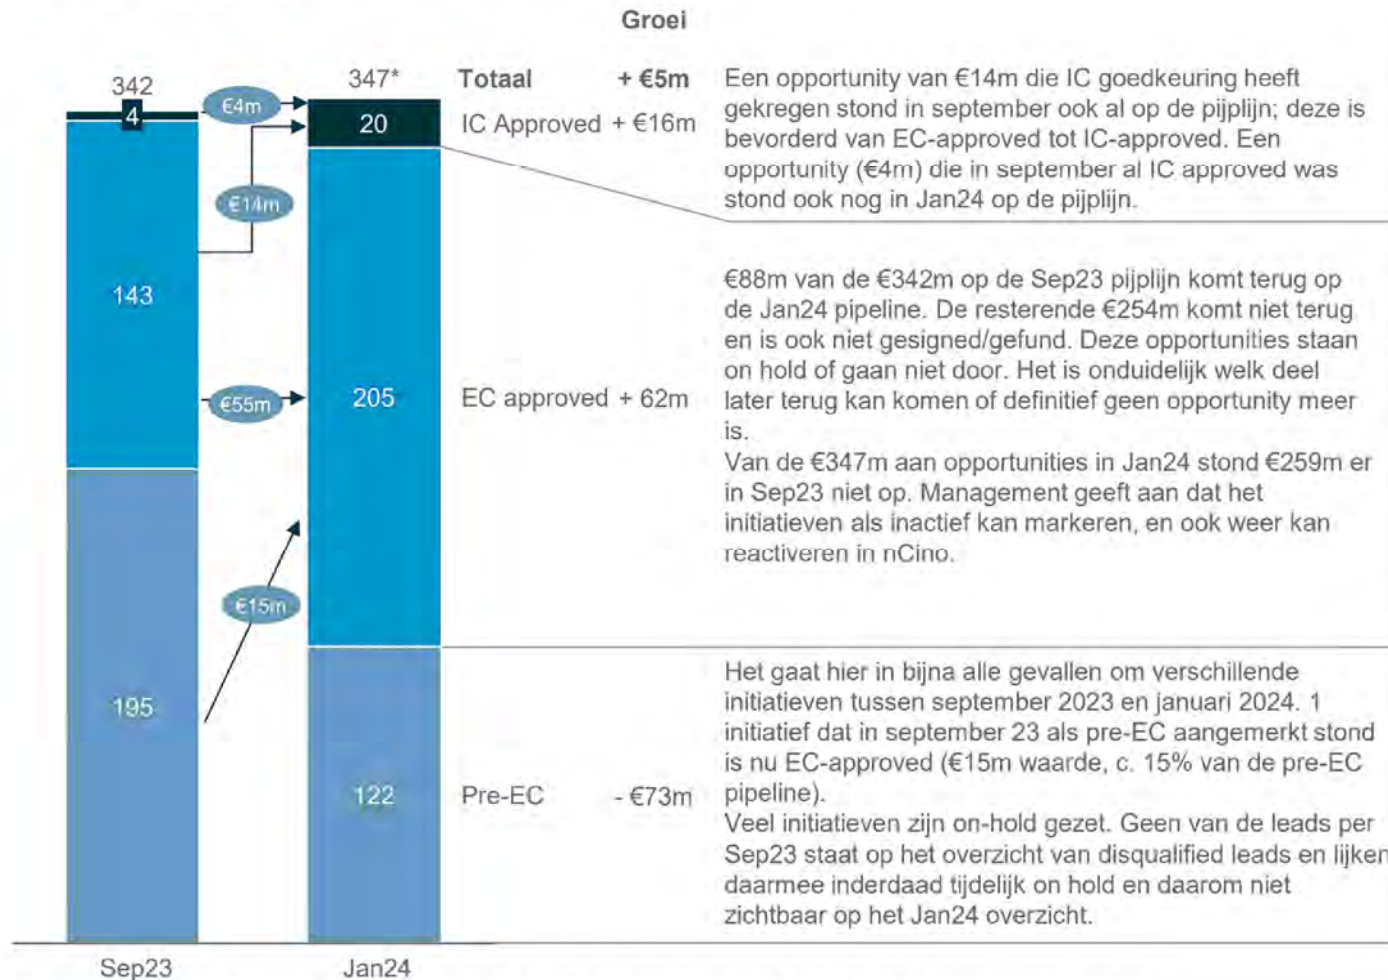 Groei
342
347*
Totaal + €5m
4
€4m
20
IC Approved + €16m
€14m
Een opportunity van €14m die IC goedkeuring heeft
gekregen stond in september ook al op de pijplijn; deze is
bevorderd van EC-approved tot IC-approved. Een
opportunity (€4m) die in september al IC approved was
stond ook nog in Jan24 op de pijplijn.
143
€55m
205
EC approved + 62m
€88m van de €342m op de Sep23 pijplijn komt terug op
de Jan24 pipeline. De resterende €254m komt niet terug
en is ook niet gesigned/gefund. Deze opportunities staan
on hold of gaan niet door. Het is onduidelijk welk deel
later terug kan komen of definitief geen opportunity meer
is.
Van de €347m aan opportunities in Jan24 stond €259m er
in Sep23 niet op. Management geeft aan dat het
initiatieven als inactief kan markeren, en ook weer kan
reactiveren in nCino.
€15m
195
122
Pre-EC - €73m
Het gaat hier in bijna alle gevallen om verschillende
initiatieven tussen september 2023 en januari 2024. 1
initiatief dat in september 23 als pre-EC aangemerkt stond
is nu EC-approved (€15m waarde, c. 15% van de pre-EC
pipeline).
Veel initiatieven zijn on-hold gezet. Geen van de leads per
Sep23 staat op het overzicht van disqualified leads en lijken
daarmee inderdaad tijdelijk on hold en daarom niet
zichtbaar op het Jan24 overzicht.
Sep23
Jan24